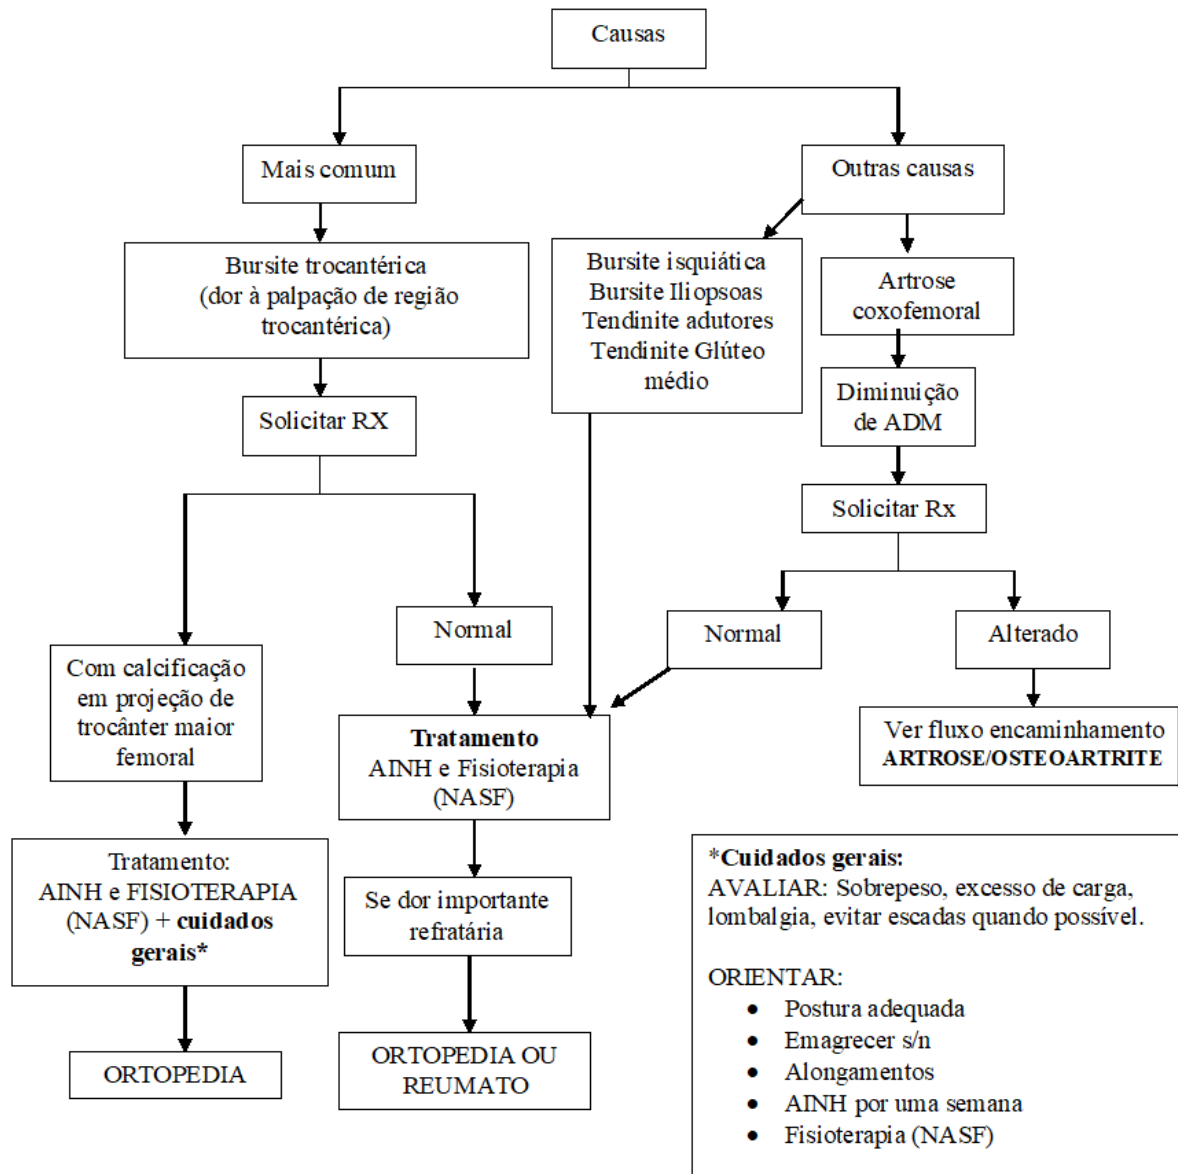 Causas
Mais comum
Outras causas
Bursite trocantérica
(dor à palpação de região
trocantérica)
Bursite isquiática
Bursite Iliopsoas
Tendinite adutores
Tendinite Glúteo
médio
Artrose
coxofemoral
Diminuição
de ADM
Solicitar RX
Solicitar Rx
Normal
Normal
Alterado
Com calcificação
em projeção de
trocânter maior
femoral
Tratamento
AINH e Fisioterapia
(NASF)
Ver fluxo encaminhamento
ARTROSE/OSTEOARTRITE
Tratamento:
AINH e FISIOTERAPIA
(NASF) + cuidados
gerais*
Se dor importante
refratária
ORTOPEDIA
ORTOPEDIA OU
REUMATO
*Cuidados gerais:
AVALIAR: Sobrepeso, excesso de carga,
lombalgia, evitar escadas quando possível.
ORIENTAR:
• Postura adequada
• Emagrecer s/n
• Alongamentos
• AINH por uma semana
• Fisioterapia (NASF)